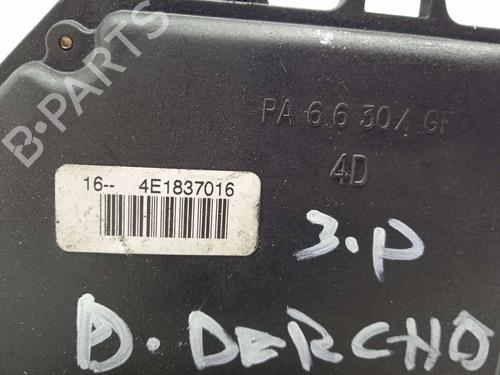 B-PARTS
PA 6.6 30% GF
4D
16-- 4E1837016
3.P
D. DERCHO